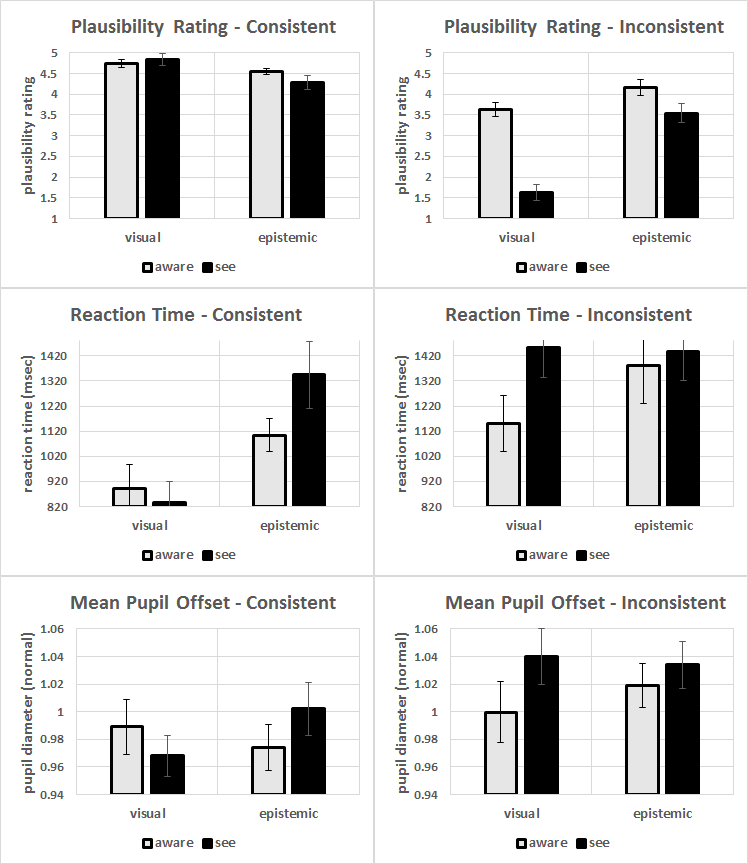 Plausibility Rating - Consistent
plausibility rating
5
4.5
4
3.5
3
2.5
2
1.5
1
visual epistemic
aware see
Plausibility Rating - Inconsistent
plausibility rating
5
4.5
4
3.5
3
2.5
2
1.5
1
visual epistemic
aware see
Reaction Time - Consistent
reaction time (msec)
1420
1320
1220
1120
1020
920
820
visual epistemic
aware see
Reaction Time - Inconsistent
reaction time (msec)
1420
1320
1220
1120
1020
920
820
visual epistemic
aware see
Mean Pupil Offset - Consistent
pupil diameter (normal)
1.06
1.04
1.02
1
0.98
0.96
0.94
visual epistemic
aware see
Mean Pupil Offset - Inconsistent
pupil diameter (normal)
1.06
1.04
1.02
1
0.98
0.96
0.94
visual epistemic
aware see